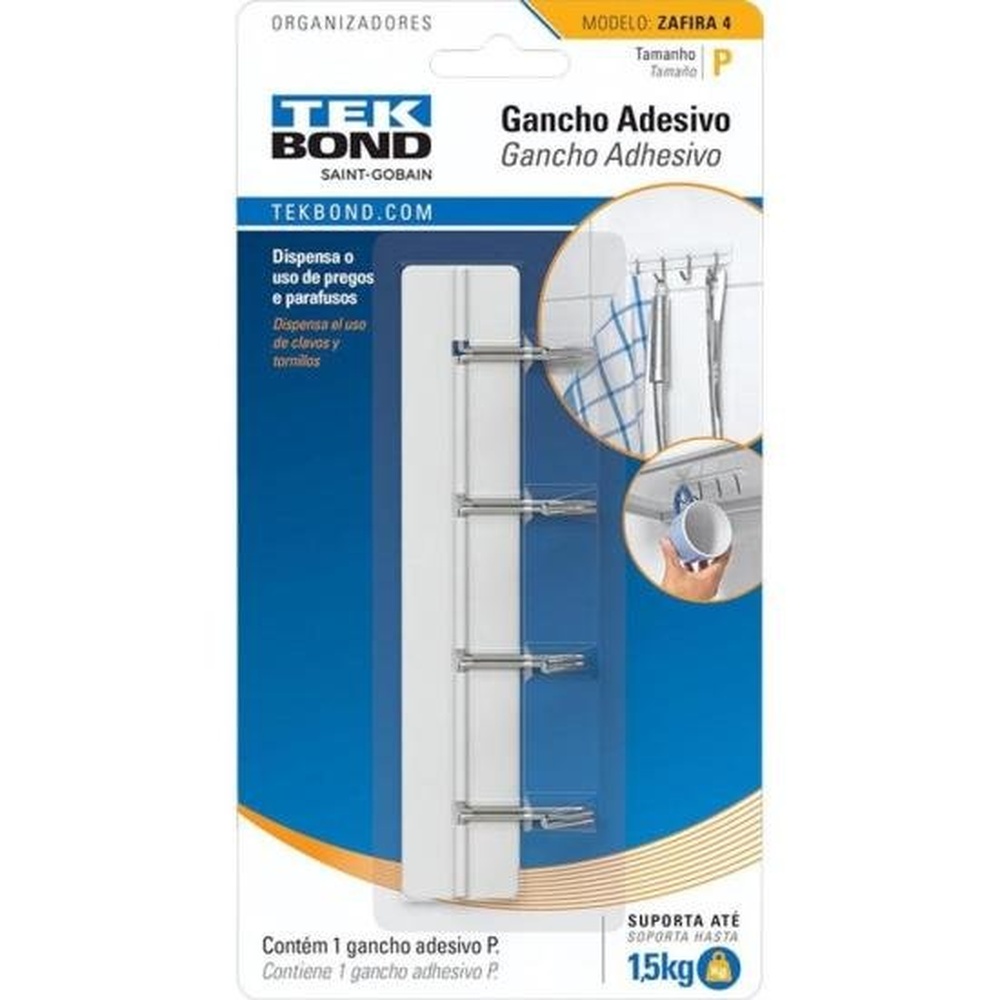 ORGANIZADORES
MODELO: ZAFIRA 4
Tamanho
Tamaño
P
TEK
BOND
SAINT-GOBAIN
Gancho Adesivo
Gancho Adhesivo
TEKBOND.COM
Dispensa o
uso de pregos
e parafusos
Dispensa el uso
de clavos y
tornillos
Contém 1 gancho adesivo P.
Contiene 1 gancho adhesivo P.
SUPORTA ATÉ
SOPORTA HASTA
1,5kg
Kg